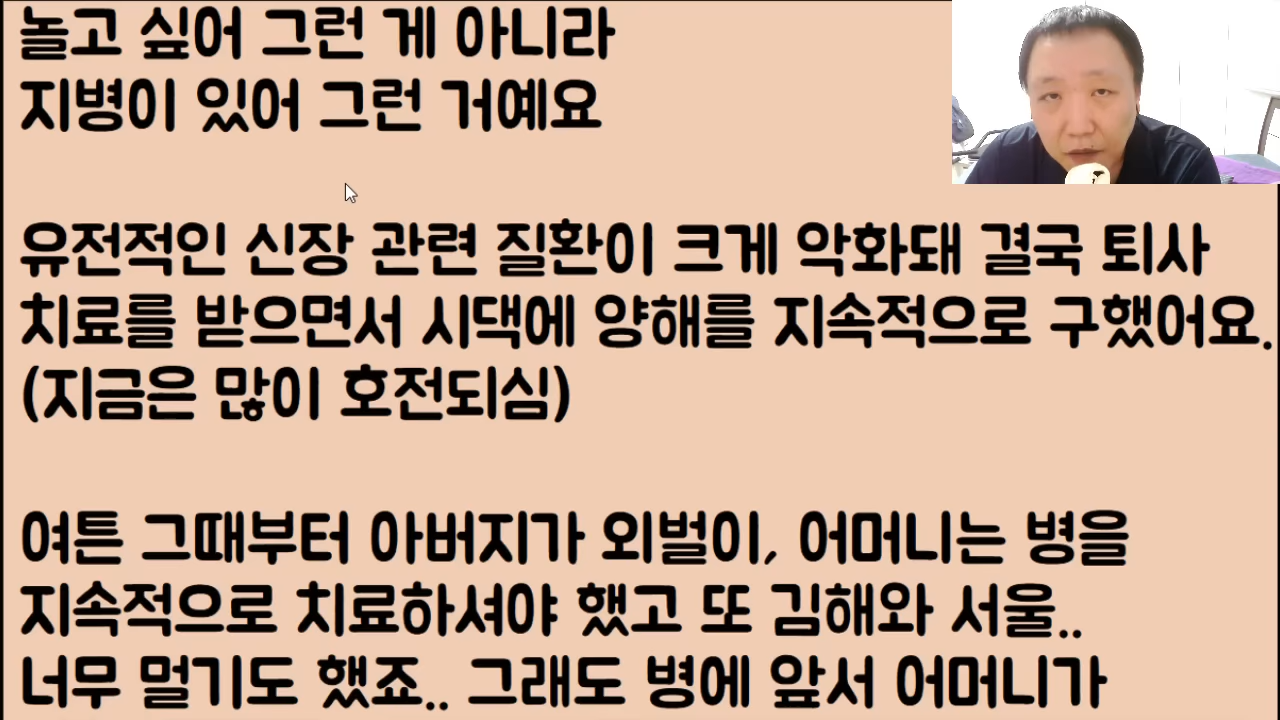 놀고 싶어 그런 게 아니라
지병이 있어 그런 거예요
유전적인 신장 관련 질환이 크게 악화돼 결국 퇴사
치료를 받으면서 시댁에 양해를 지속적으로 구했어요.
(지금은 많이 호전되심)
여튼 그때부터 아버지가 외벌이, 어머니는 병을
지속적으로 치료하셔야 했고 또 김해와 서울..
너무 멀기도 했죠.. 그래도 병에 앞서 어머니가